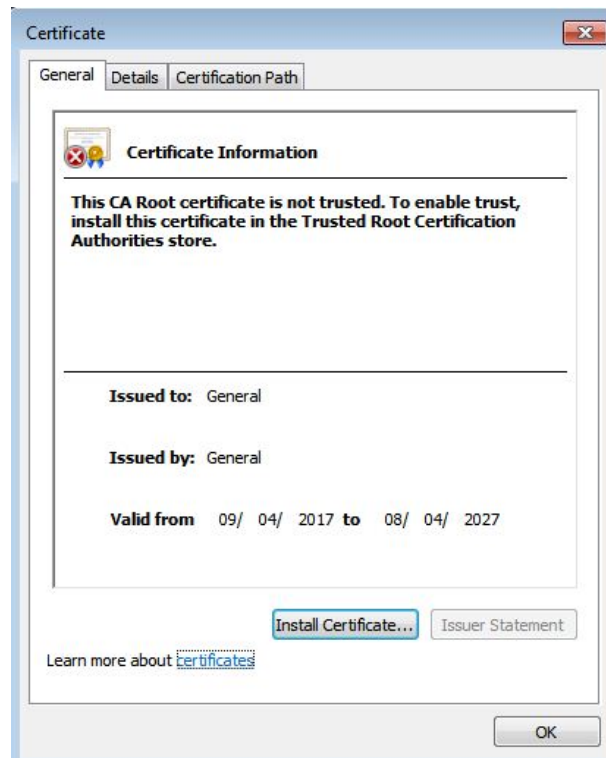 Certificate
General Details Certification Path
Certificate Information
This CA Root certificate is not trusted. To enable trust,
install this certificate in the Trusted Root Certification
Authorities store.
Issued to: General
Issued by: General
Valid from 09/ 04/ 2017 to 08/ 04/ 2027
Install Certificate... Issuer Statement
Learn more about certificates
OK